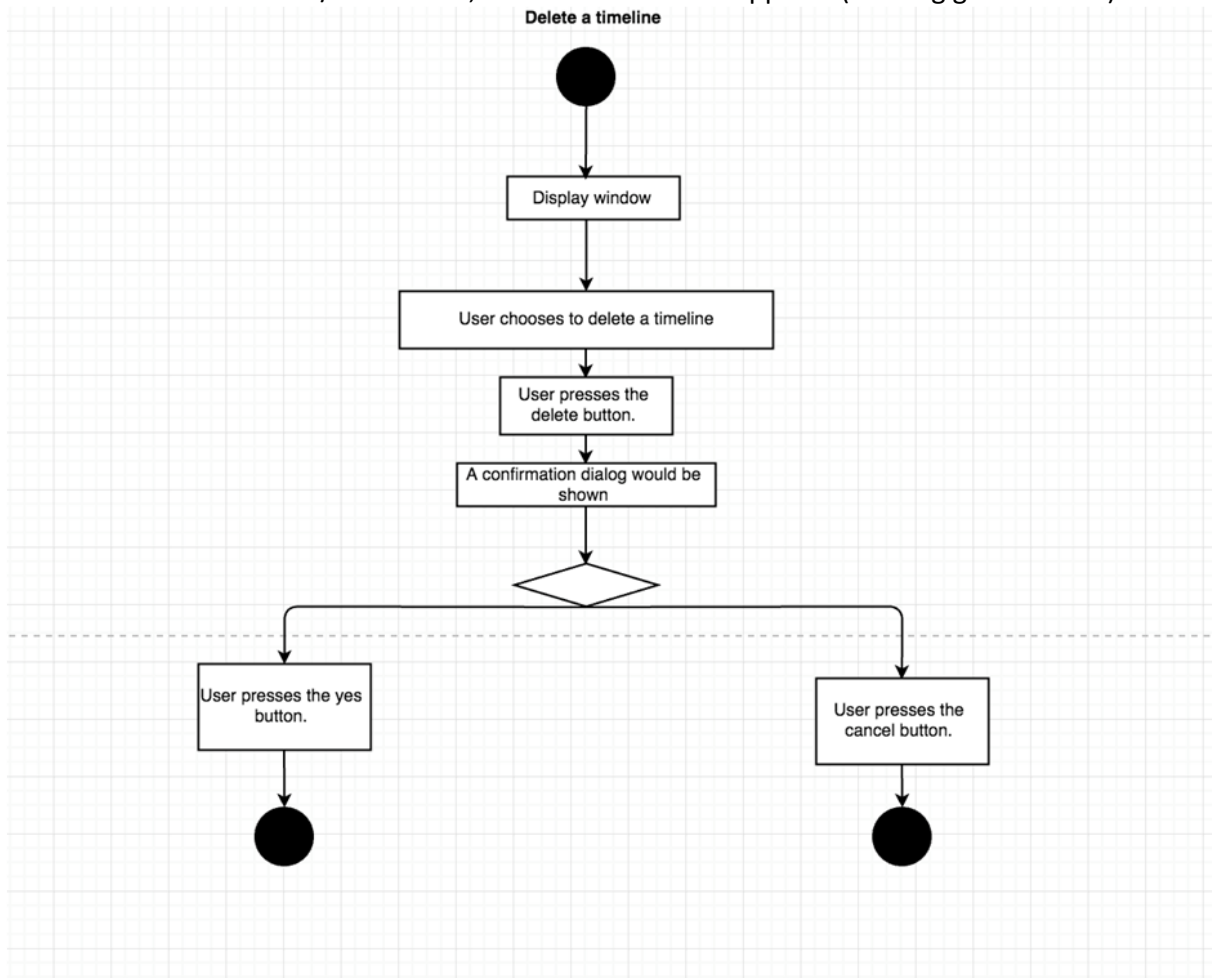 Delete a timeline
Display window
User chooses to delete a timeline
User presses the
delete button.
A confirmation dialog would be
shown
User presses the yes
button.
User presses the
cancel button.